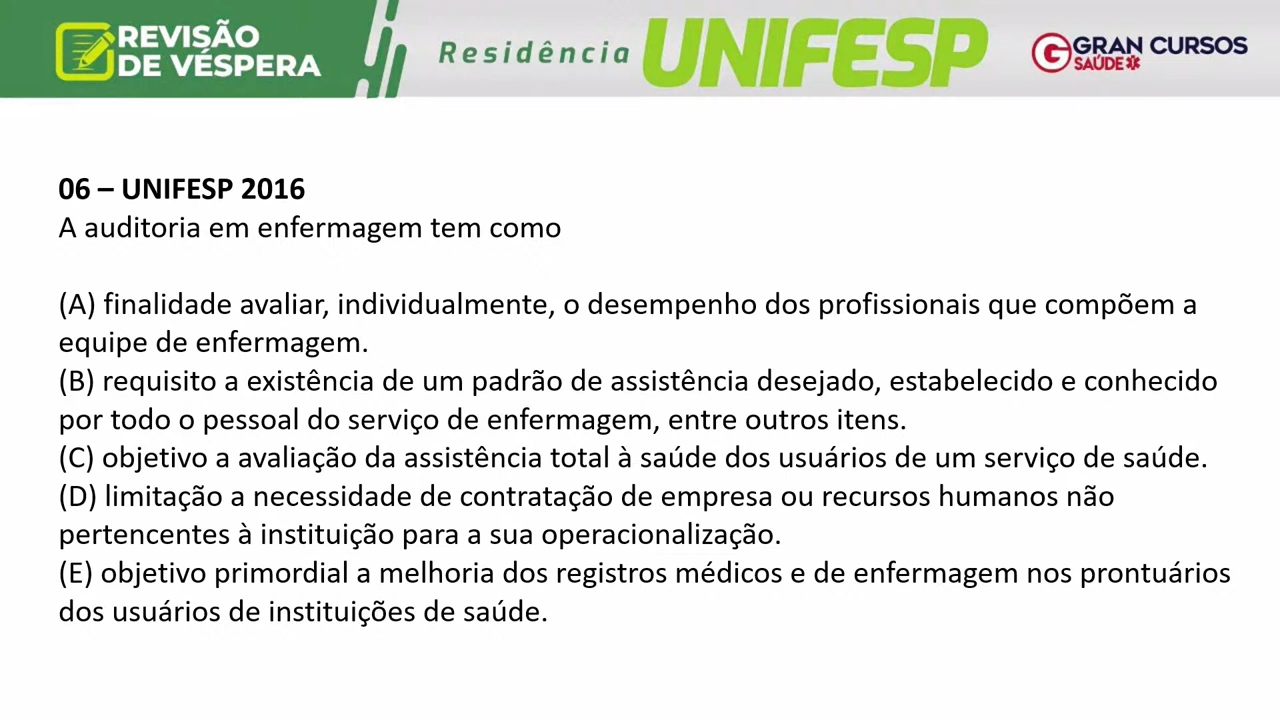 REVISÃO
DE VÉSPERA
Residência UNIFESP
GRAN CURSOS
SAÚDE
06 – UNIFESP 2016
A auditoria em enfermagem tem como
(A) finalidade avaliar, individualmente, o desempenho dos profissionais que compõem a
equipe de enfermagem.
(B) requisito a existência de um padrão de assistência desejado, estabelecido e conhecido
por todo o pessoal do serviço de enfermagem, entre outros itens.
(C) objetivo a avaliação da assistência total à saúde dos usuários de um serviço de saúde.
(D) limitação a necessidade de contratação de empresa ou recursos humanos não
pertencentes à instituição para a sua operacionalização.
(E) objetivo primordial a melhoria dos registros médicos e de enfermagem nos prontuários
dos usuários de instituições de saúde.